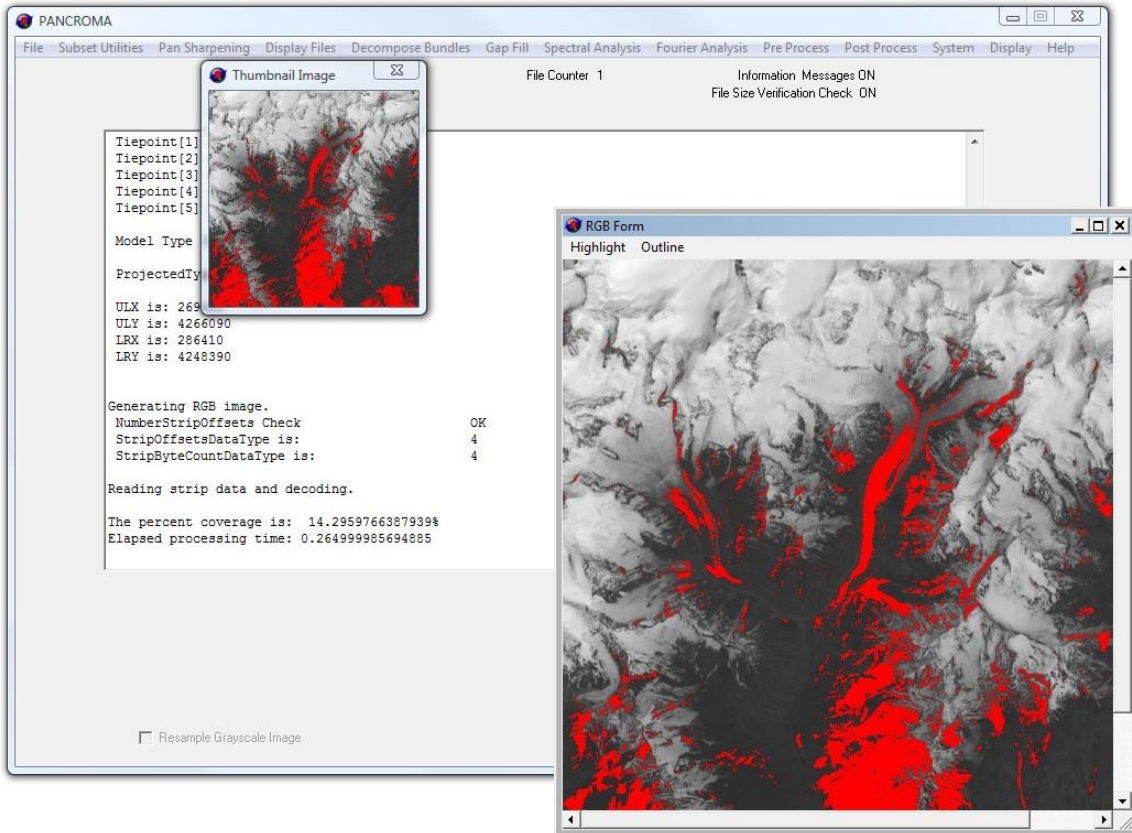 PANCROMA
File Subset Utilities Pan Sharpening Display Files Decompose Bundles Gap Fill Spectral Analysis Fourier Analysis Pre Process Post Process System Display Help
Thumbnail Image
File Counter 1
Information Messages ON
File Size Verification Check ON
Tiepoint[1]
Tiepoint[2]
Tiepoint[3]
Tiepoint[4]
Tiepoint[5]
Model Type
ProjectedTy
ULX is: 269
ULY is: 4266090
LRX is: 286410
LRY is: 4248390
Generating RGB image.
NumberStripOffsets Check OK
StripOffsetsDataType is: 4
StripByteCountDataType is: 4
Reading strip data and decoding.
The percent coverage is: 14.2959766387939%
Elapsed processing time: 0.264999985694885
Resample Grayscale Image
RGB Form
Highlight Outline